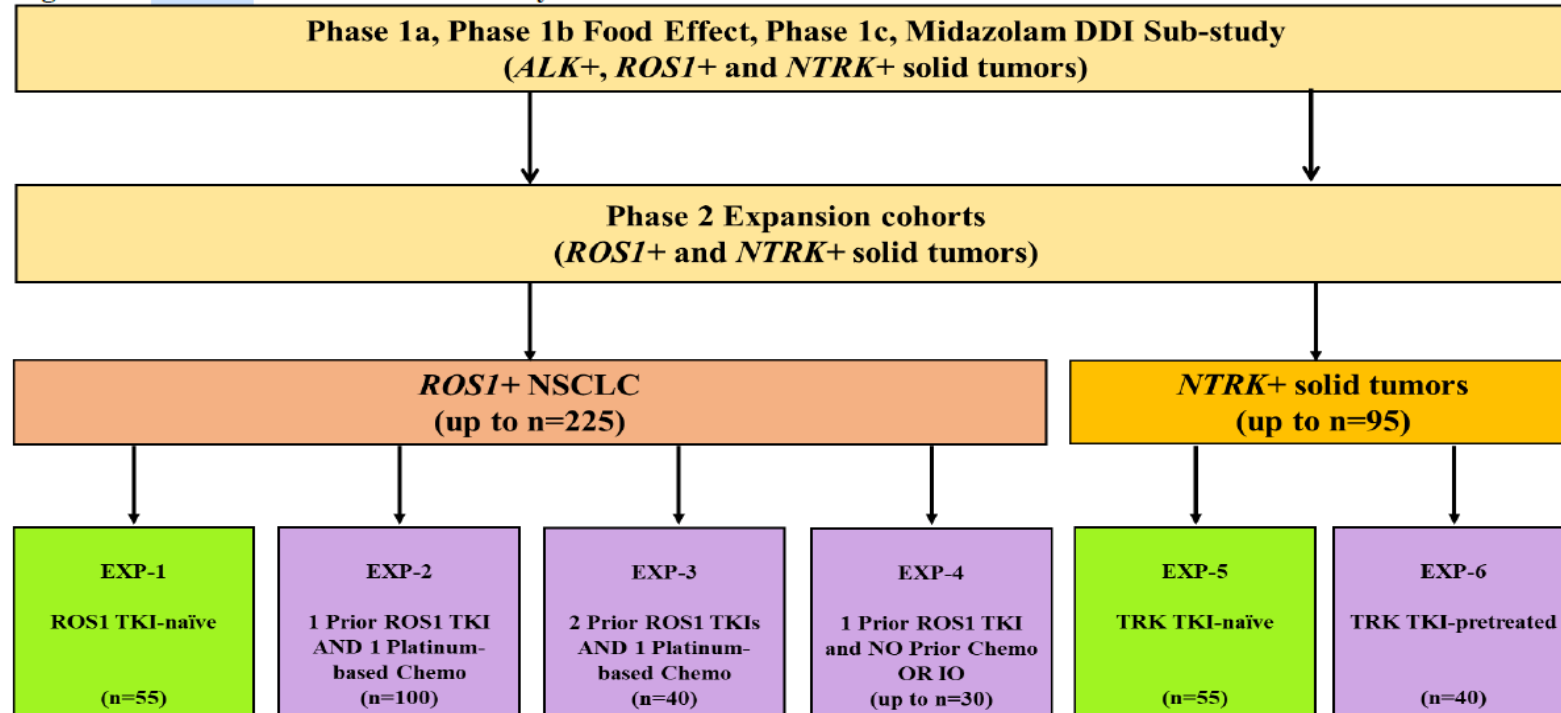 Phase 1a, Phase 1b Food Effect, Phase 1c, Midazolam DDI Sub-study
(ALK+, ROS1+ and NTRK+ solid tumors)
Phase 2 Expansion cohorts
(ROS1+ and NTRK+ solid tumors)
ROS1+ NSCLC
(up to n=225)
NTRK+ solid tumors
(up to n=95)
EXP-1
ROS1 TKI-naïve
(n=55)
EXP-2
1 Prior ROS1 TKI
AND 1 Platinum-
based Chemo
(n=100)
EXP-3
2 Prior ROS1 TKIs
AND 1 Platinum-
based Chemo
(n=40)
EXP-4
1 Prior ROS1 TKI
and NO Prior Chemo
OR IO
(up to n=30)
EXP-5
TRK TKI-naïve
(n=55)
EXP-6
TRK TKI-pretreated
(n=40)